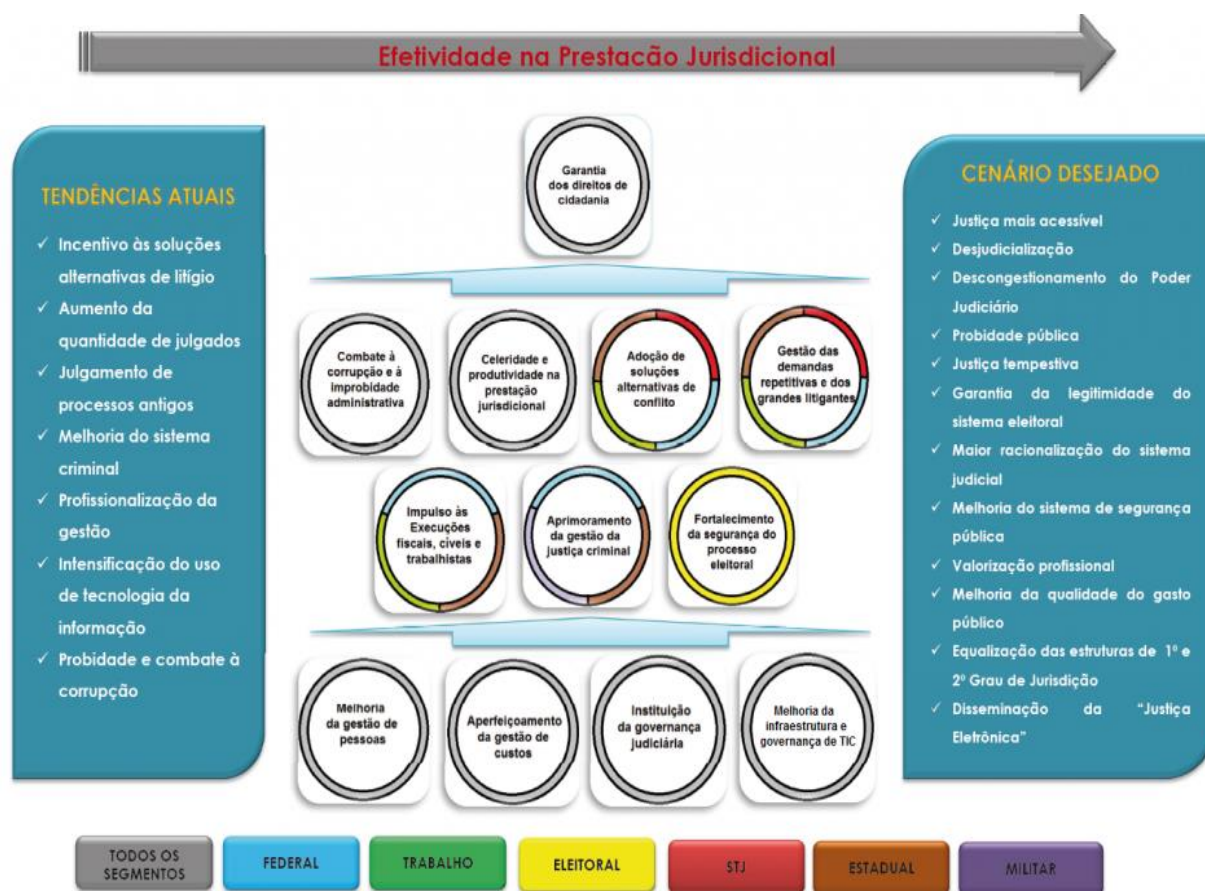 Efetividade na Prestacão Jurisdicional
TENDÊNCIAS ATUAIS
✓ Incentivo às soluções
alternativas de litígio
✓ Aumento da
quantidade de julgados
✓ Julgamento de
processos antigos
✓ Melhoria do sistema
criminal
✓ Profissionalização da
gestão
✓ Intensificação do uso
de tecnologia da
informação
✓ Probidade e combate à
corrupção
Garantia
dos direitos de
cidadania
Combate à
corrupção e à
improbidade
administrativa
Celeridade e
produtividade na
prestação
jurisdicional
Adoção de
soluções
alternativas de
conflito
Gestão das
demandas
repetitivas e dos
grandes litigantes
Impulso às
Execuções
fiscais, cíveis e
trabalhistas
Aprimoramento
da gestão da
justiça criminal
Fortalecimento
da segurança do
processo
eleitoral
Melhoria
da gestão de
pessoas
Aperfeiçoamento
da gestão de
custos
Instituição
da governança
judiciária
Melhoria da
infraestrutura e
governança de TIC
CENÁRIO DESEJADO
✓ Justiça mais acessível
✓ Desjudicialização
✓ Descongestionamento do Poder
Judiciário
✓ Probidade pública
✓ Justiça tempestiva
✓ Garantia da legitimidade do
sistema eleitoral
✓ Maior racionalização do sistema
judicial
✓ Melhoria do sistema de segurança
pública
✓ Valorização profissional
✓ Melhoria da qualidade do gasto
público
✓ Equalização das estruturas de 1º e
2º Grau de Jurisdição
✓ Disseminação da “Justiça
Eletrônica”
TODOS OS
SEGMENTOS
FEDERAL
TRABALHO
ELEITORAL
STJ
ESTADUAL
MILITAR